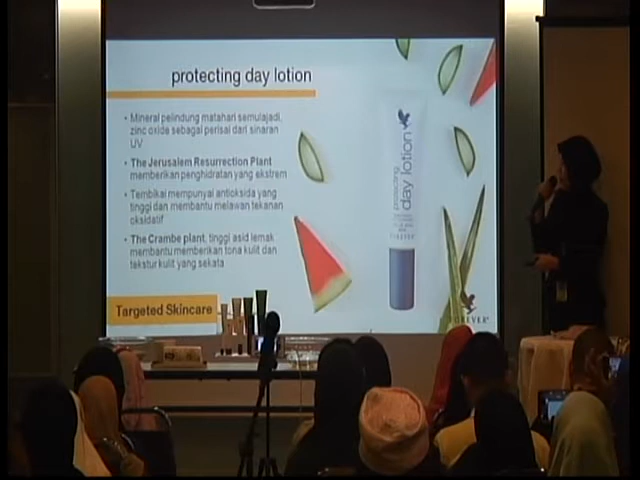 protecting day lotion
• Mineral pelindung matahari semulajadi,
zinc oxide sebagai perisai dari sinaran
UV
• The Jerusalem Resurrection Plant
memberikan penghidratan yang ekstrem
• Tembikai mempunyai antioksida yang
tinggi dan membantu melawan tekanan
oksidatif
• The Crambe plant, tinggi asid lemak
membantu memberikan tona kulit dan
tekstur kulit yang sekata
Targeted Skincare
protecting
day lotion
FOREVER